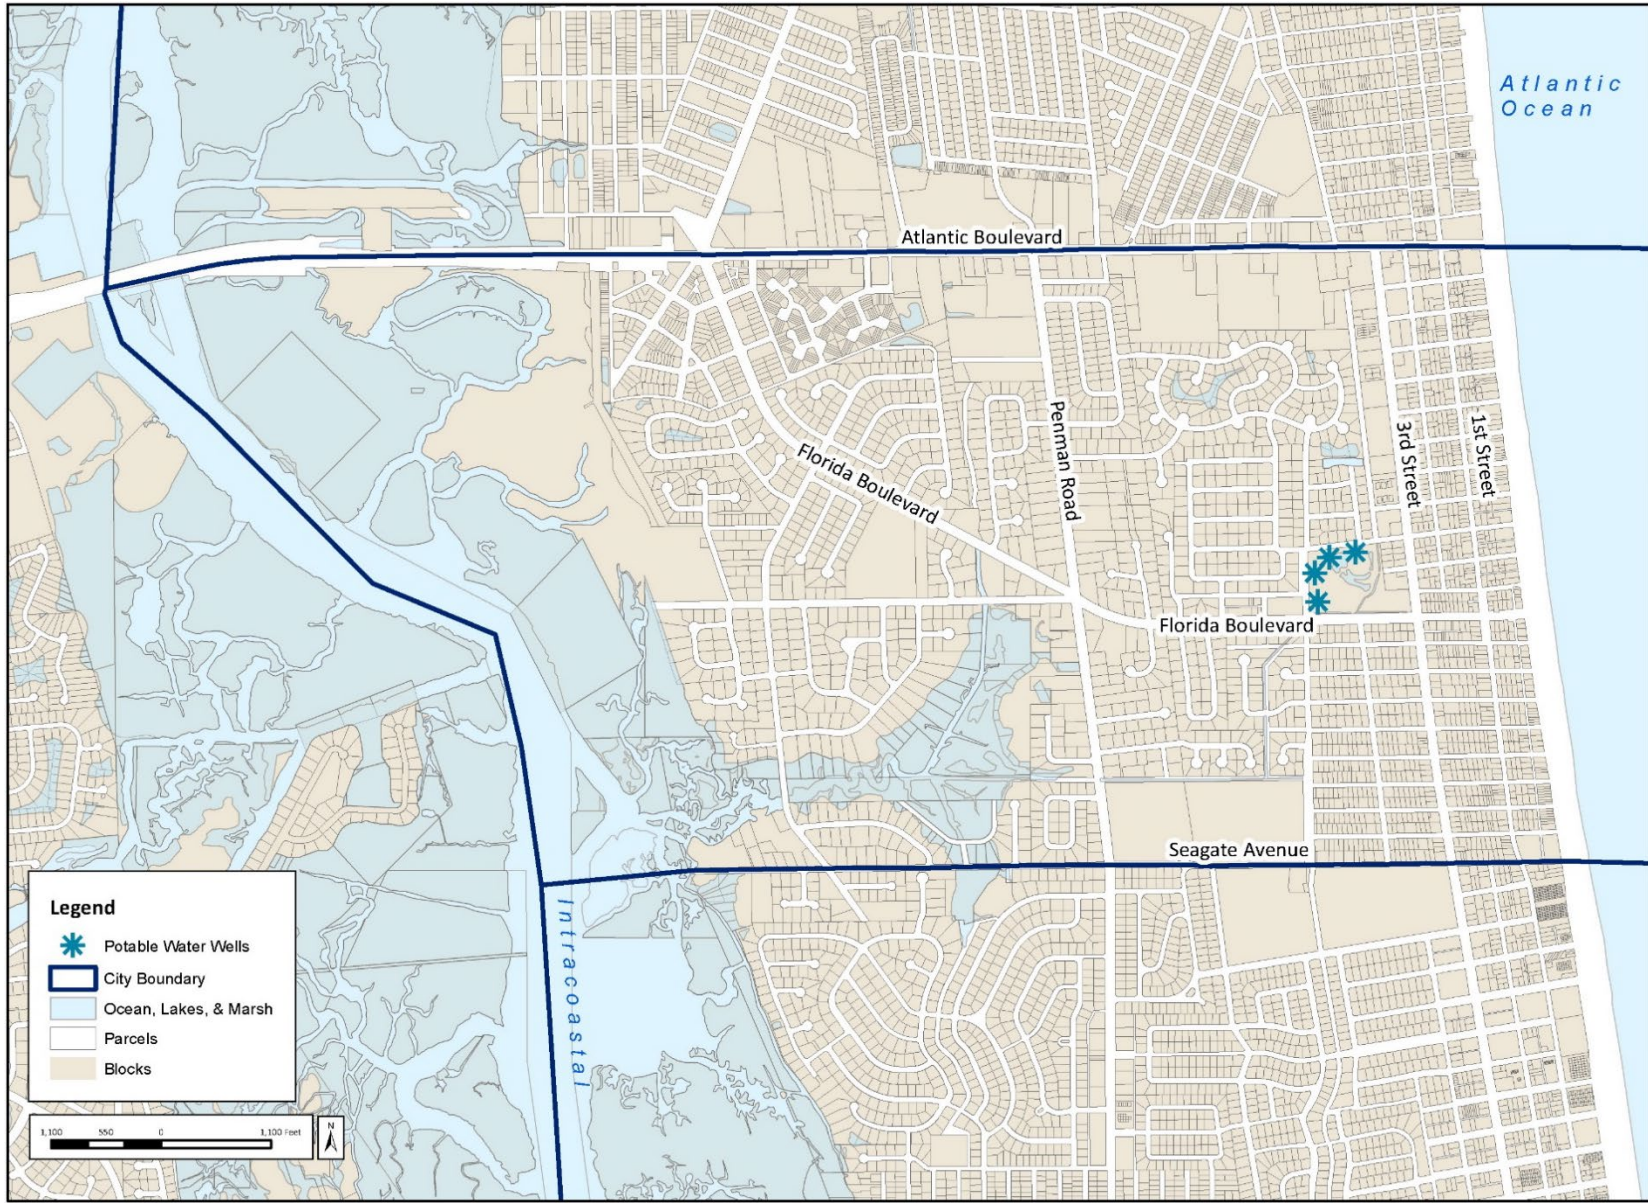 Atlantic
Ocean
Atlantic Boulevard
Penman Road
3rd Street
1st Street
Florida Boulevard
Florida Boulevard
Seagate Avenue
Intracoastal
Legend
Potable Water Wells
City Boundary
Ocean, Lakes, & Marsh
Parcels
Blocks
1,100 550 0 1,100 Feet
N